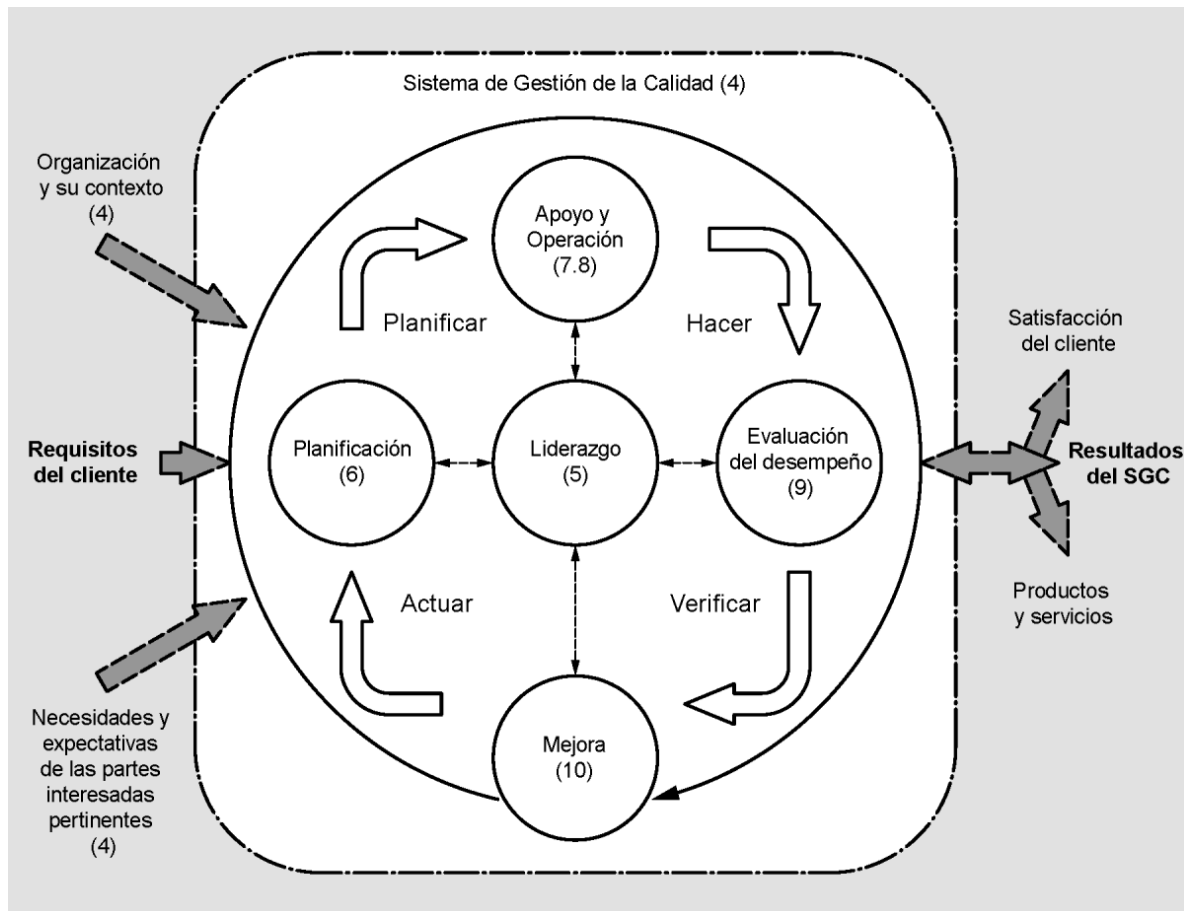 Sistema de Gestión de la Calidad (4)
Organización
y su contexto
(4)
Apoyo y
Operación
(7.8)
Planificar
Hacer
Satisfacción
del cliente
Requisitos
del cliente
Planificación
(6)
Liderazgo
(5)
Evaluación
del desempeño
(9)
Resultados
del SGC
Actuar
Verificar
Productos
y servicios
Necesidades y
expectativas
de las partes
interesadas
pertinentes
(4)
Mejora
(10)